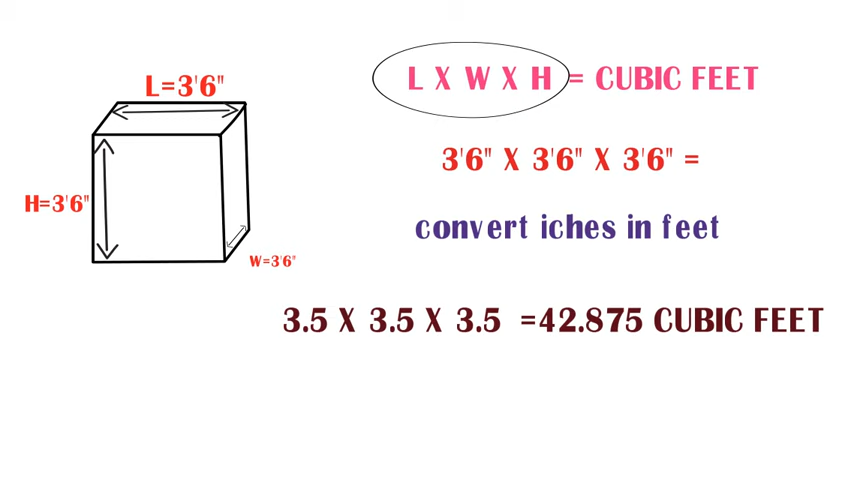 L=3'6"
L X W X H = CUBIC FEET
3'6" X 3'6" X 3'6" =
H=3'6"
convert iches in feet
W=3'6"
3.5 X 3.5 X 3.5 =42.875 CUBIC FEET